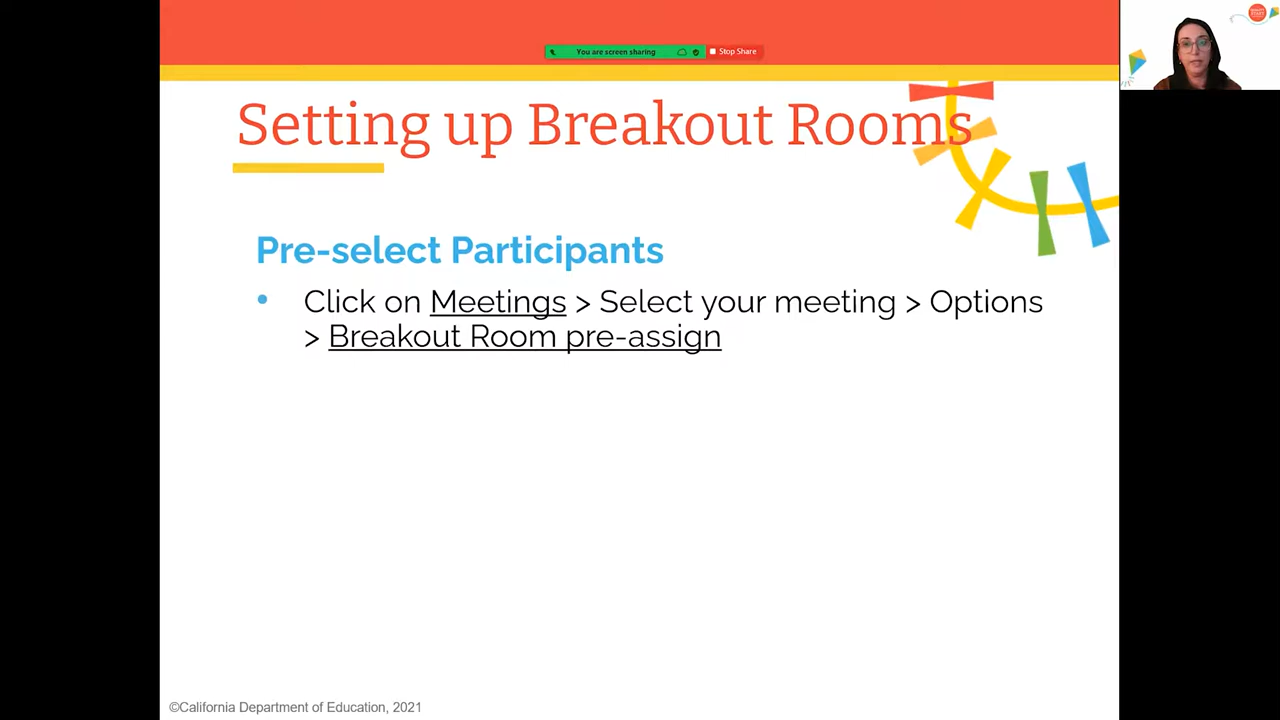 You are screen sharing Stop Share
Setting up Breakout Rooms
Pre-select Participants
• Click on Meetings > Select your meeting > Options
> Breakout Room pre-assign
©California Department of Education, 2021